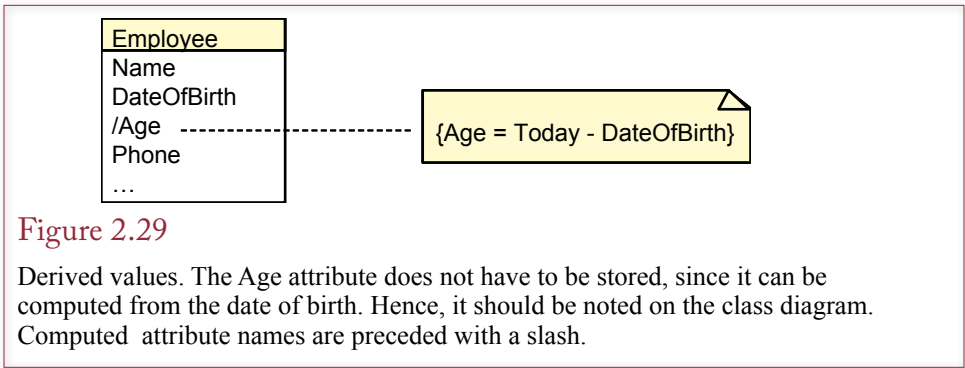 Employee
Name
DateOfBirth
/Age
Phone
…
{Age = Today - DateOfBirth}
Figure 2.29
Derived values. The Age attribute does not have to be stored, since it can be
computed from the date of birth. Hence, it should be noted on the class diagram.
Computed attribute names are preceded with a slash.